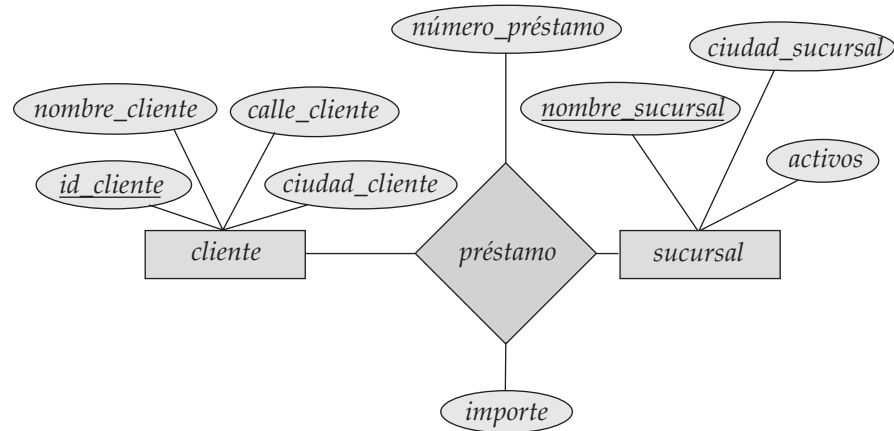 número_préstamo
ciudad_sucursal
nombre_cliente
calle_cliente
nombre_sucursal
id_cliente
ciudad_cliente
activos
cliente
préstamo
sucursal
importe